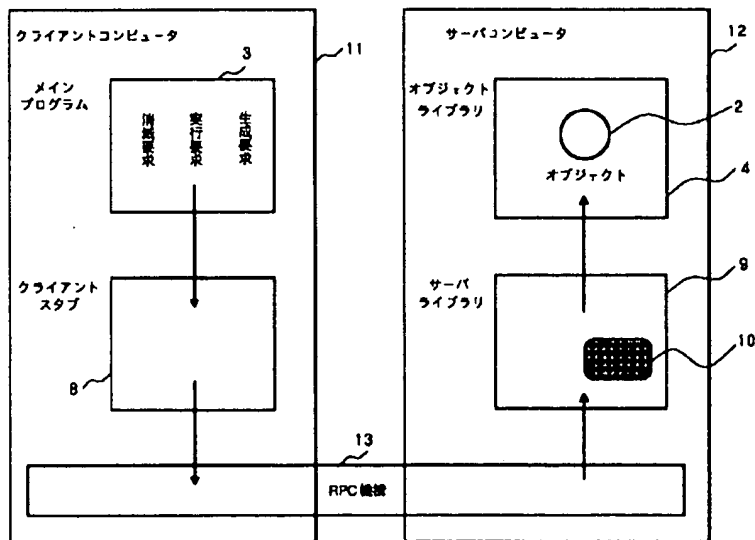 クライアントコンピュータ
11
サーバコンピュータ
12
メイン
プログラム
3
消滅要求
実行要求
生成要求
オブジェクト
ライブラリ
2
オブジェクト
4
クライアント
スタブ
8
サーバ
ライブラリ
9
10
13
RPC機構